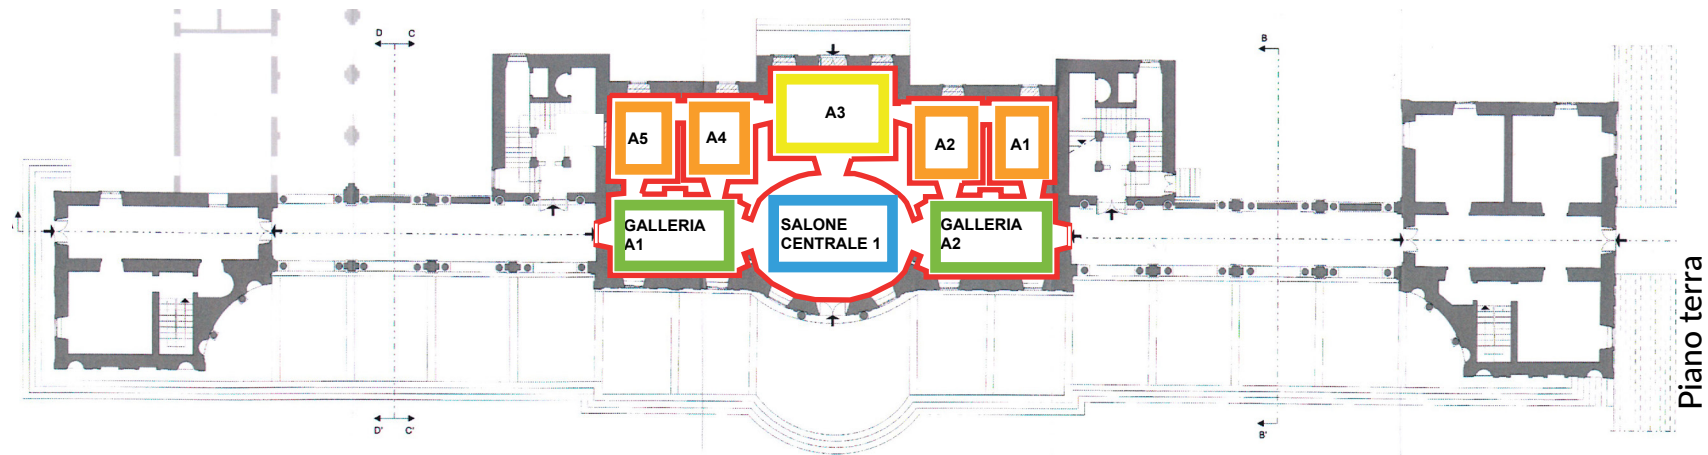 D C
B
A3
A5
A4
A2
A1
GALLERIA
A1
SALONE
CENTRALE 1
GALLERIA
A2
D' C'
B'
Piano terra